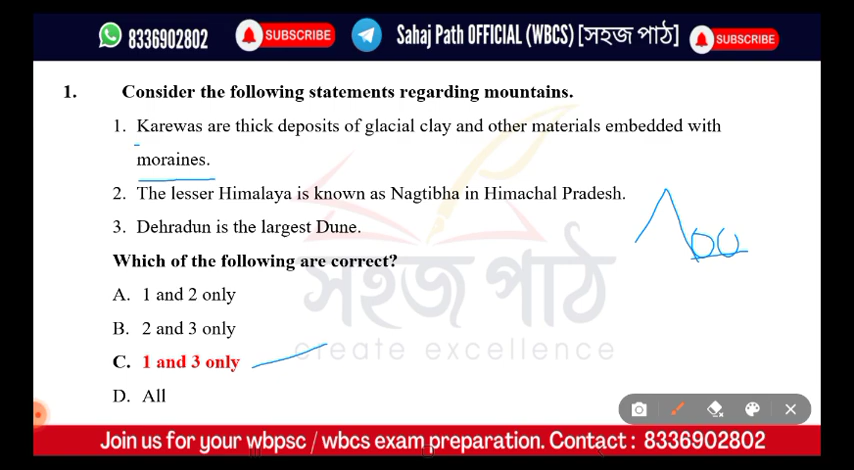 8336902802 SUBSCRIBE Sahaj Path OFFICIAL (WBCS) [সহজ পাঠ] SUBSCRIBE
1. Consider the following statements regarding mountains.
1. Karewas are thick deposits of glacial clay and other materials embedded with
moraines.
2. The lesser Himalaya is known as Nagtibha in Himachal Pradesh.
3. Dehradun is the largest Dune.
Which of the following are correct?
A. 1 and 2 only
B. 2 and 3 only
C. 1 and 3 only
D. All
সহজ পাঠ
create excellence
Join us for your wbpsc / wbcs exam preparation. Contact : 8336902802